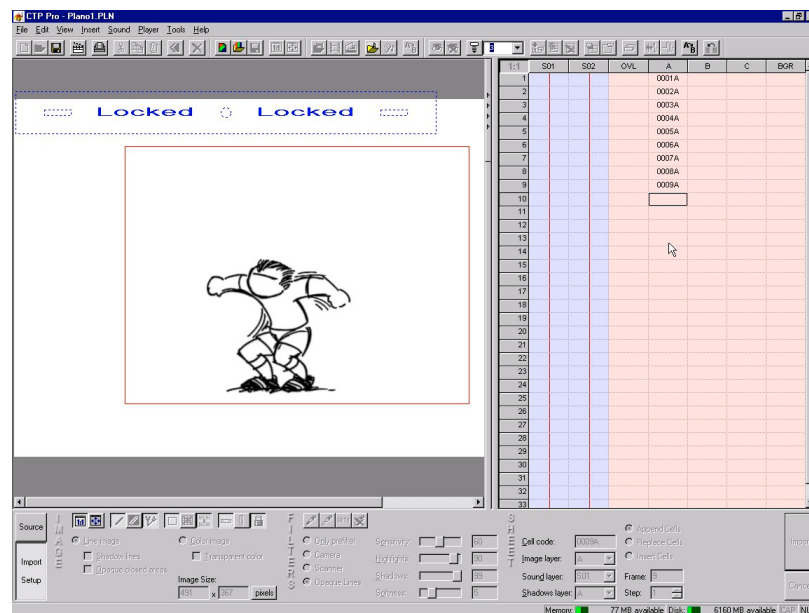 CTP Pro - Plano1.PLN
File Edit View Insert Sound Player Tools Help
1:1 S01 S02 OVL A B C BGR
1 0001A
2 0002A
3 0003A
4 0004A
5 0005A
6 0006A
7 0007A
8 0008A
9 0009A
10
11
12
13
14
15
16
17
18
19
20
21
22
23
24
25
26
27
28
29
30
31
32
33
Locked Locked
Source
Import
Setup
IMAGE
Line image
Color image
Shadow lines
Transparent color
Opaque closed areas
Image Size:
491 x 367 pixels
FILTERS
Only prefilter
Camera
Scanner
Opaque Lines
Sensitivity: 60
Highlights: 90
Shadows: 99
Softness: 5
SHEET
Cell code: 0009A
Image layer: A
Sound layer: S01
Shadows layer: A
Append Cells
Replace Cells
Insert Cells
Frame: 9
Step: 1
Memory: 77 MB available Disk: 6160 MB available CAP